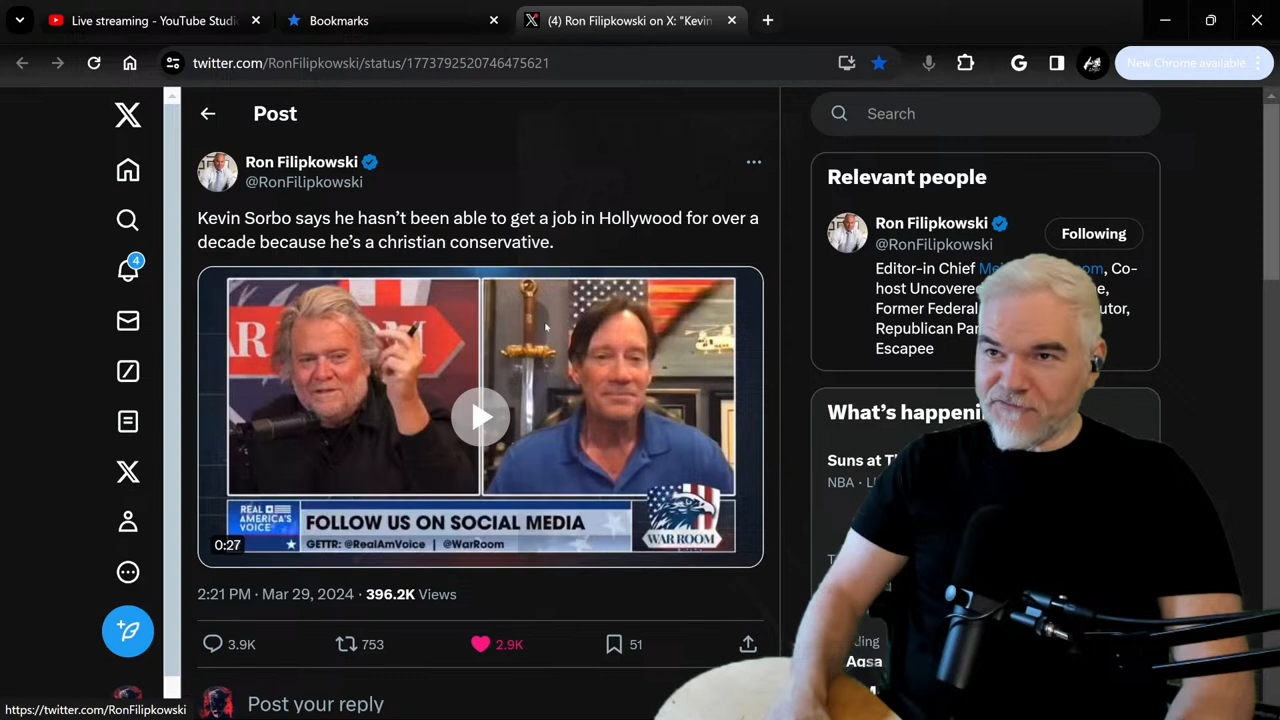 Live streaming - YouTube Studi
Bookmarks
(4) Ron Filipkowski on X: "Kevin
twitter.com/RonFilipkowski/status/1773792520746475621
New Chrome available
Post
Search
Ron Filipkowski
@RonFilipkowski
Kevin Sorbo says he hasn't been able to get a job in Hollywood for over a
decade because he's a christian conservative.
AR
ROOM
REAL
AMERICA'S
VOICE
FOLLOW US ON SOCIAL MEDIA
GETTR: @RealAmVoice | @WarRoom
WAR ROOM
0:27
2:21 PM · Mar 29, 2024 · 396.2K Views
3.9K
753
2.9K
51
Post your reply
4
Relevant people
Ron Filipkowski
@RonFilipkowski
Following
Editor-in Chief
Co-
host Uncovere
Former Federal
Republican Par
Escapee
What's happeni
Suns at T
NBA
https://twitter.com/RonFilipkowski